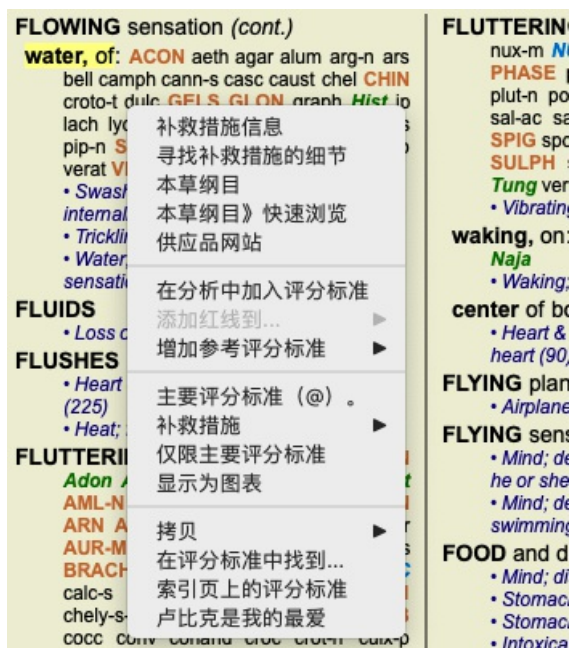 FLOWING sensation (cont.)
water, of: ACON aeth agar alum arg-n ars
bell camph cann-s casc caust chel CHIN
croto-t dulc GELS GLON graph Hist ip
lach
pip-n
verat
• Swash
internal
• Trickli
• Water,
sensati
FLUIDS
• Loss
FLUSHES
• Heart
(225)
• Heat;
FLUTTERI
Adon
AML-N
ARN
AUR-M
BRACH
calc-s
chely-s-
cocc conv convand croc crot-h culx-p
补救措施信息
寻找补救措施的细节
本草纲目
本草纲目》快速浏览
供应品网站
在分析中加入评分标准
添加红线到...
增加参考评分标准
主要评分标准（@）。
补救措施
仅限主要评分标准
显示为图表
拷贝
在评分标准中找到...
索引页上的评分标准
卢比克是我的最爱
FLUTTERING
nux-m
PHASE
plut-n po
sal-ac sa
SPIG spo
SULPH
Tung ver
• Vibrating
waking, on:
Naja
• Waking;
center of bo
• Heart &
heart (90)
FLYING plan
• Airplane
FLYING sens
• Mind; de
he or she
• Mind; de
swimming
FOOD and d
• Mind; di
• Stomach
• Stomach
• Intoxica